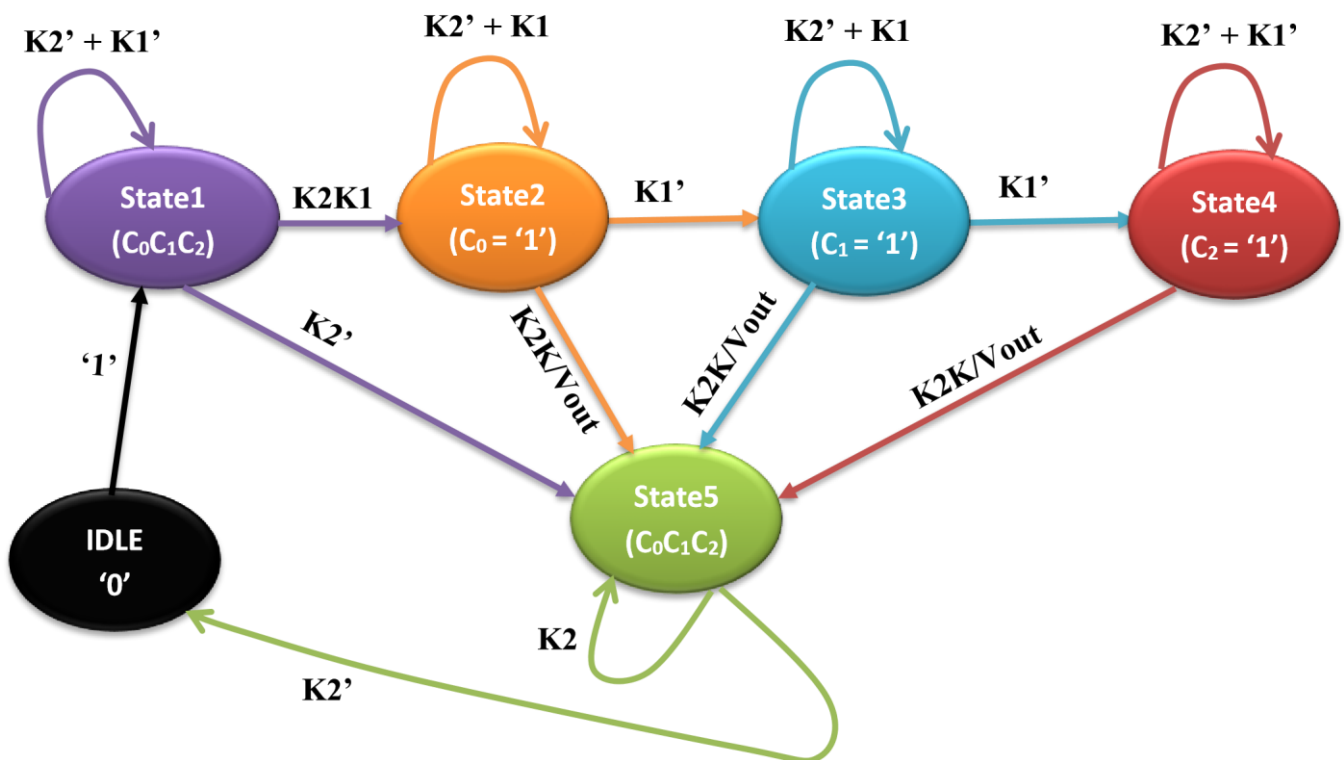 K2’ + K1’
K2’ + K1
K2’ + K1
K2’ + K1’
State1
(C₀C₁C₂)
K2K1
State2
(C₀ = ‘1’)
K1’
State3
(C₁ = ‘1’)
K1’
State4
(C₂ = ‘1’)
‘1’
K2’
K2K/Vout
K2K/Vout
K2K/Vout
IDLE
‘0’
State5
(C₀C₁C₂)
K2
K2’